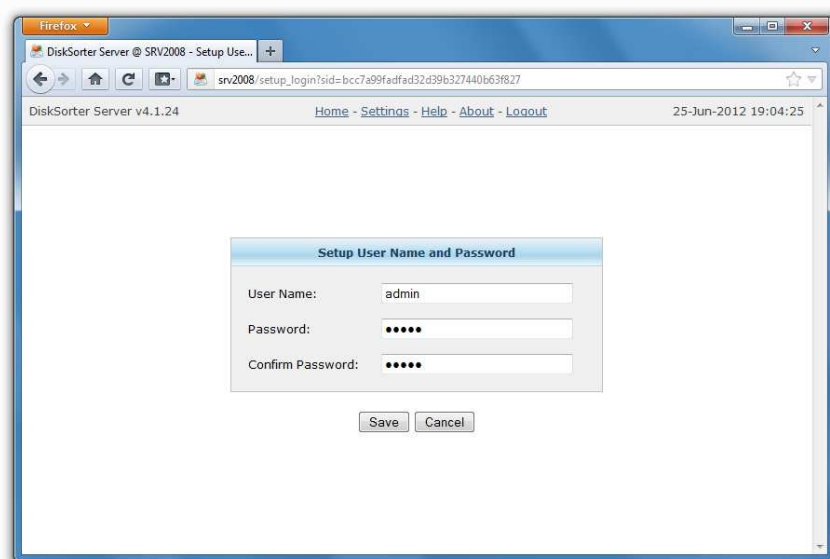 Firefox
DiskSorter Server @ SRV2008 - Setup Use...
srv2008/setup_login?sid=bcc7a99fadfad32d39b327440b63f827
DiskSorter Server v4.1.24 Home - Settings - Help - About - Logout 25-Jun-2012 19:04:25
Setup User Name and Password
User Name: admin
Password: •••••
Confirm Password: •••••
Save Cancel